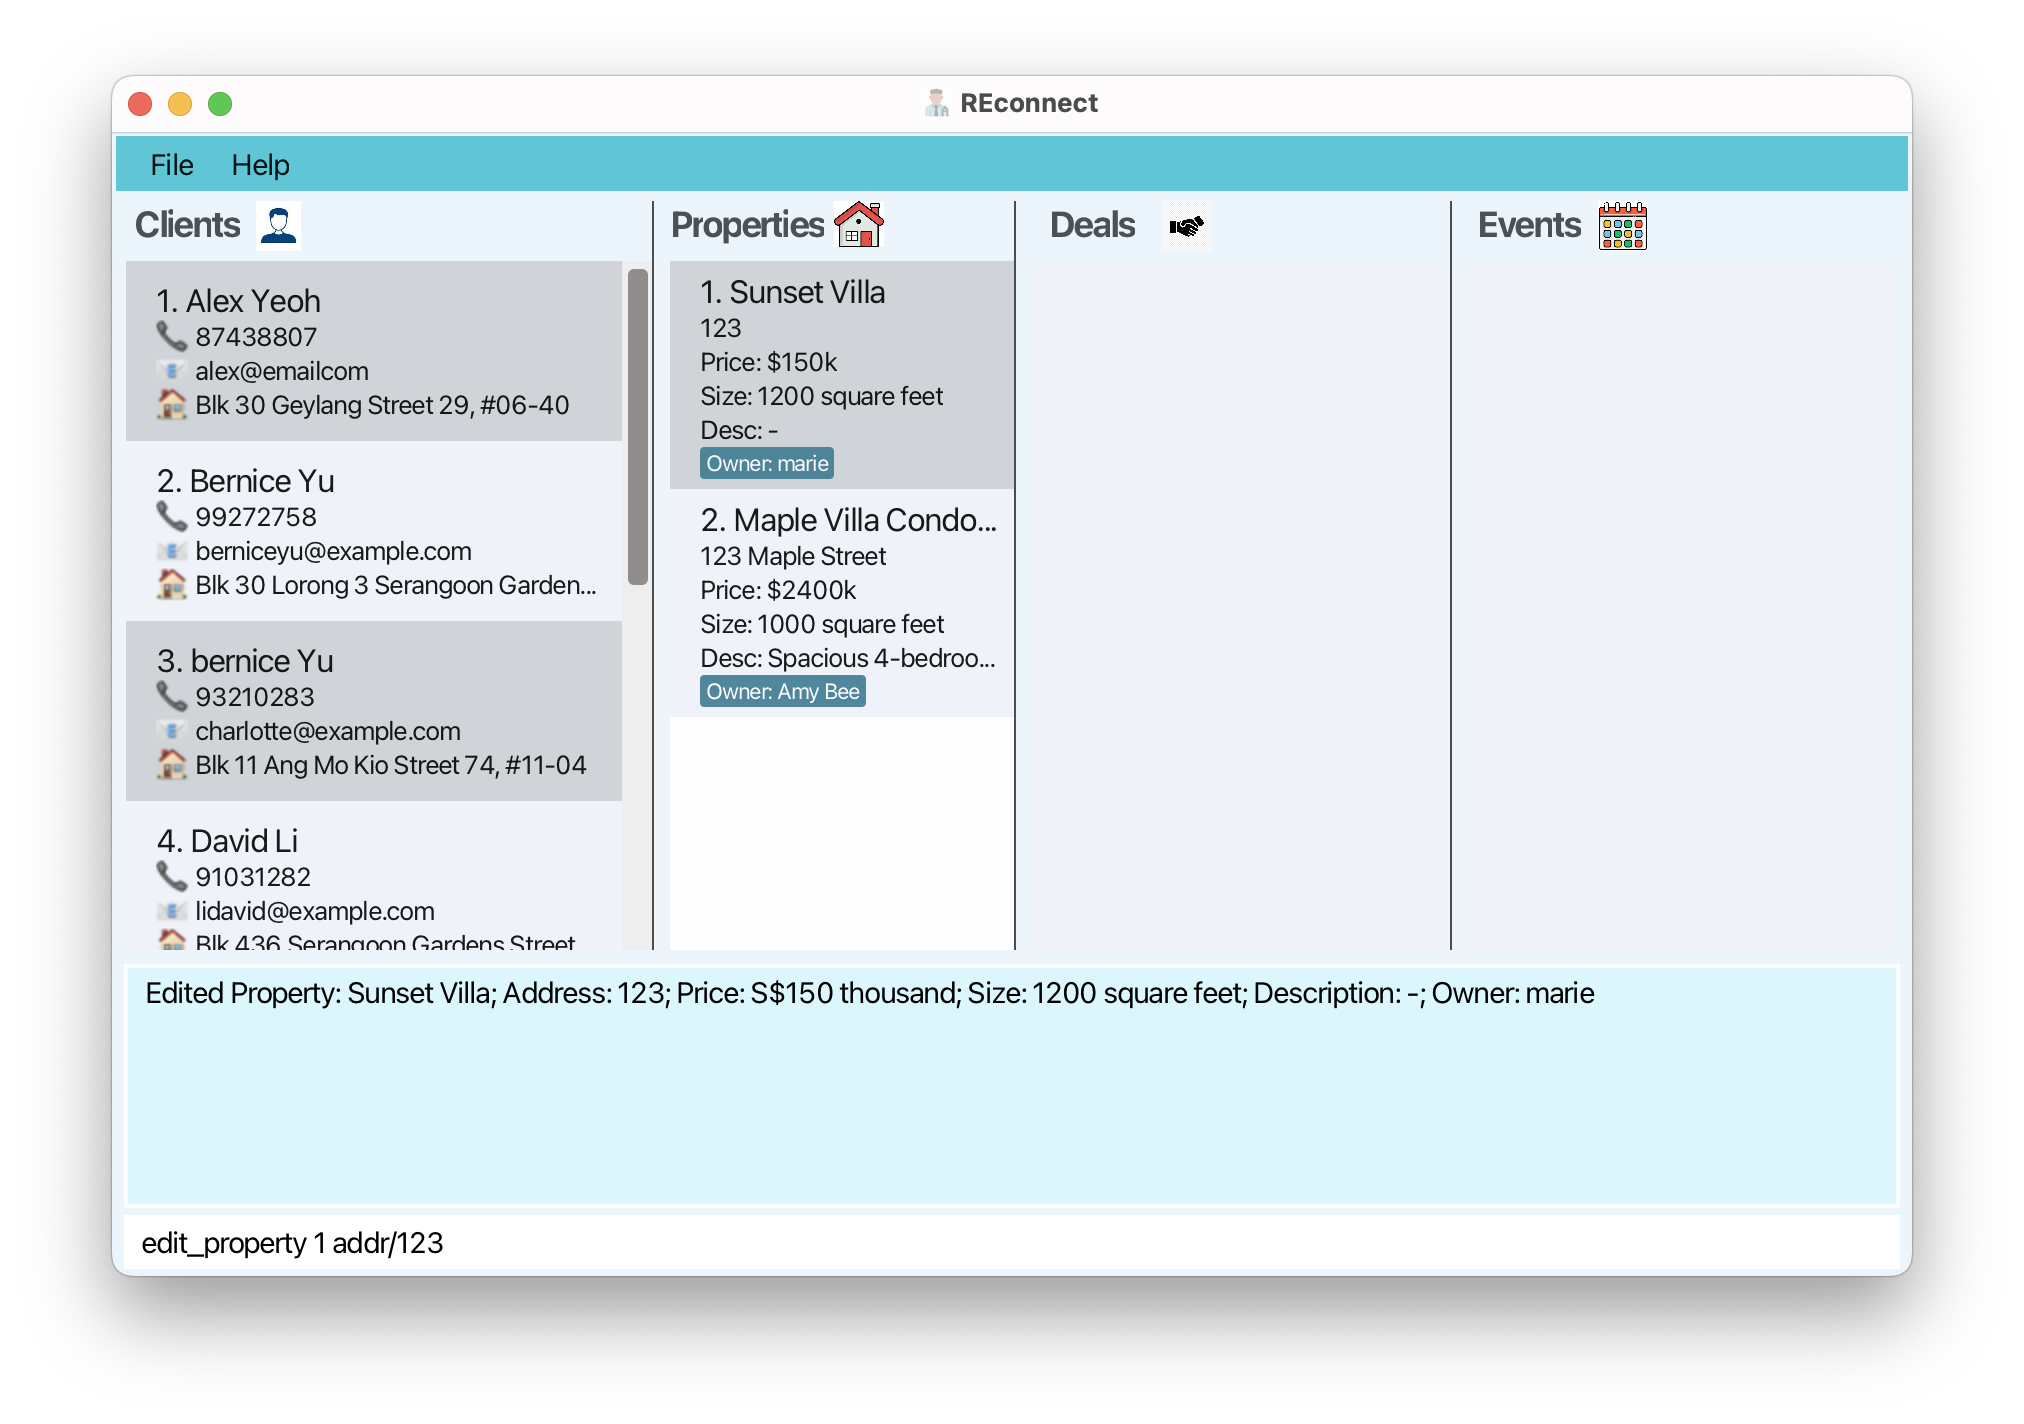 REconnect
File Help
Clients
1. Alex Yeoh
87438807
alex@emailcom
Blk 30 Geylang Street 29, #06-40
2. Bernice Yu
99272758
berniceyu@example.com
Blk 30 Lorong 3 Serangoon Garden...
3. bernice Yu
93210283
charlotte@example.com
Blk 11 Ang Mo Kio Street 74, #11-04
4. David Li
91031282
lidavid@example.com
Blk 436 Serangoon Gardens Street
Properties
1. Sunset Villa
123
Price: $150k
Size: 1200 square feet
Desc: -
Owner: marie
2. Maple Villa Condo...
123 Maple Street
Price: $2400k
Size: 1000 square feet
Desc: Spacious 4-bedroo...
Owner: Amy Bee
Deals
Events
Edited Property: Sunset Villa; Address: 123; Price: S$150 thousand; Size: 1200 square feet; Description: -; Owner: marie
edit_property 1 addr/123